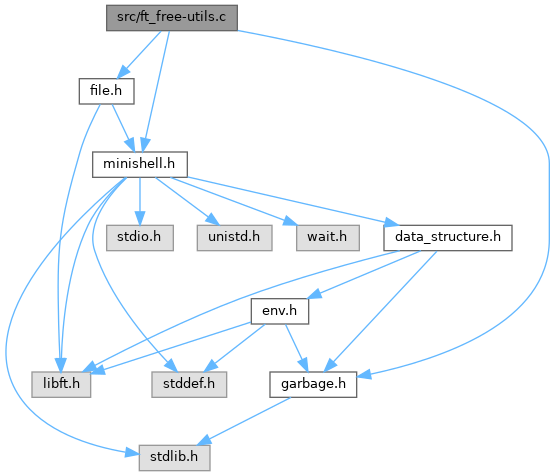 src/ft_free-utils.c
file.h
minishell.h
stdio.h
unistd.h
wait.h
data_structure.h
env.h
libft.h
stddef.h
garbage.h
stdlib.h